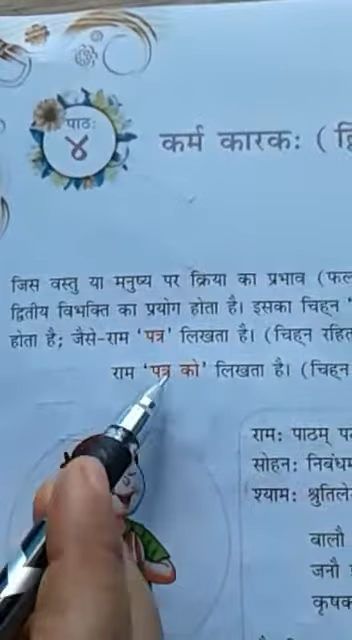 पाठः
४
कर्म कारकः (द्वि
जिस वस्तु या मनुष्य पर क्रिया का प्रभाव (फल
द्वितीय विभक्ति का प्रयोग होता है। इसका चिह्न '
होता है; जैसे-राम 'पत्र' लिखता है। (चिह्न रहित
राम 'पत्र को' लिखता है। (चिह्न
रामः पाठम्
सोहनः निबंधम
श्यामः श्रुतिले
बालौ
जनौ
कृषक